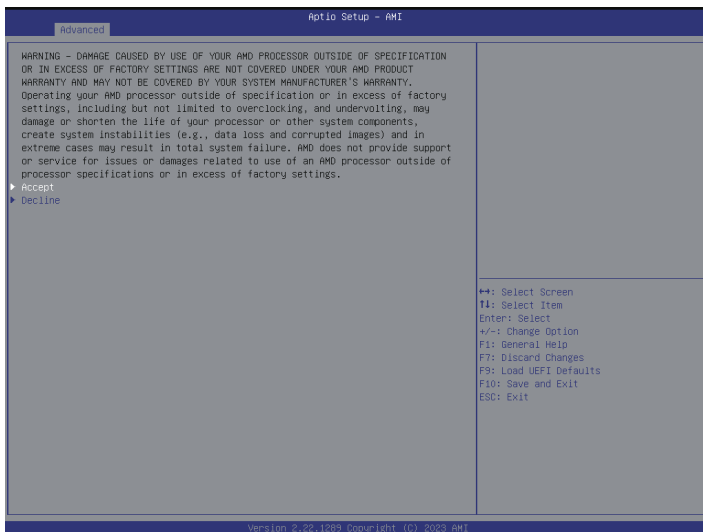 Aptio Setup – AMI
Advanced
WARNING – DAMAGE CAUSED BY USE OF YOUR AMD PROCESSOR OUTSIDE OF SPECIFICATION
OR IN EXCESS OF FACTORY SETTINGS ARE NOT COVERED UNDER YOUR AMD PRODUCT
WARRANTY AND MAY NOT BE COVERED BY YOUR SYSTEM MANUFACTURER'S WARRANTY.
Operating your AMD processor outside of specification or in excess of factory
settings, including but not limited to overclocking, and undervolting, may
damage or shorten the life of your processor or other system components,
create system instabilities (e.g., data loss and corrupted images) and in
extreme cases may result in total system failure. AMD does not provide support
or service for issues or damages related to use of an AMD processor outside of
processor specifications or in excess of factory settings.
▶ Accept
▶ Decline
↔: Select Screen
↑↓: Select Item
Enter: Select
+/-: Change Option
F1: General Help
F7: Discard Changes
F9: Load UEFI Defaults
F10: Save and Exit
ESC: Exit
Version 2.22.1289 Copyright (C) 2023 AMI